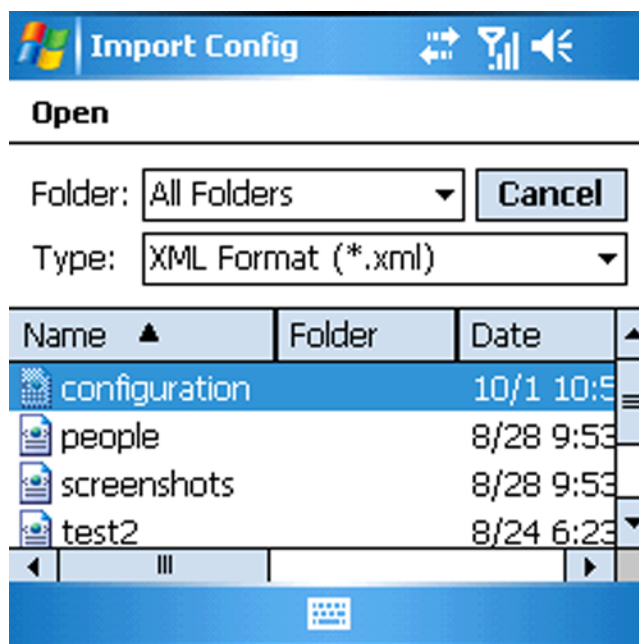 Import Config
Open
Folder: All Folders Cancel
Type: XML Format (*.xml)
Name Folder Date
configuration 10/1 10:5
people 8/28 9:53
screenshots 8/28 9:53
test2 8/24 6:23